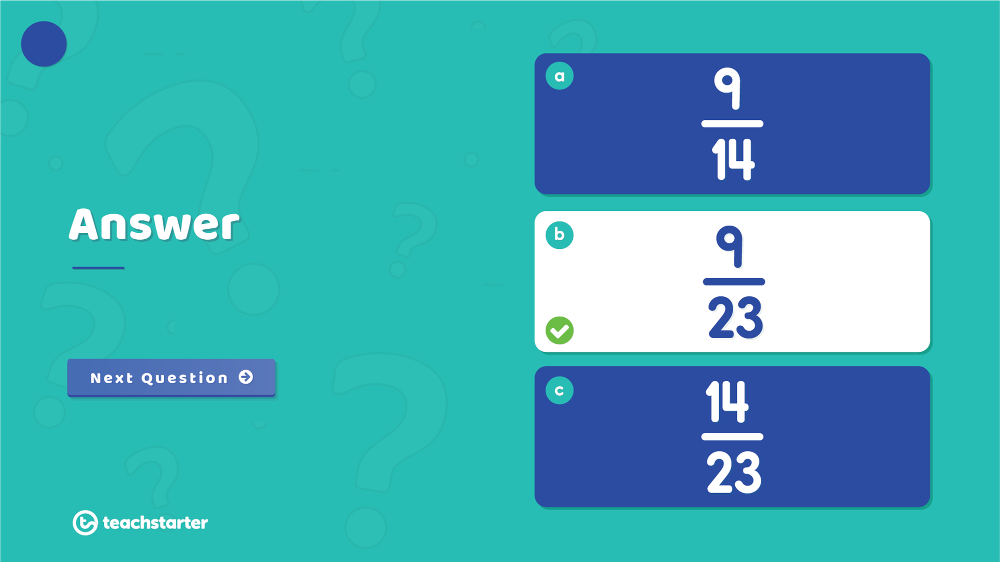 Answer
Next Question
teachstarter
a
9
14
b
9
23
c
14
23